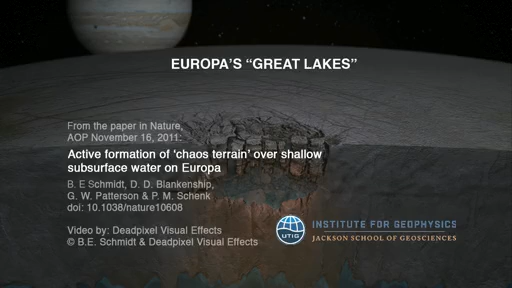 EUROPA'S “GREAT LAKES”
From the paper in Nature,
AOP November 16, 2011:
Active formation of ‘chaos terrain’ over shallow
subsurface water on Europa
B. E Schmidt, D. D. Blankenship,
G. W. Patterson & P. M. Schenk
doi: 10.1038/nature10608
Video by: Deadpixel Visual Effects
© B.E. Schmidt & Deadpixel Visual Effects
UTIG
INSTITUTE FOR GEOPHYSICS
JACKSON SCHOOL OF GEOSCIENCES